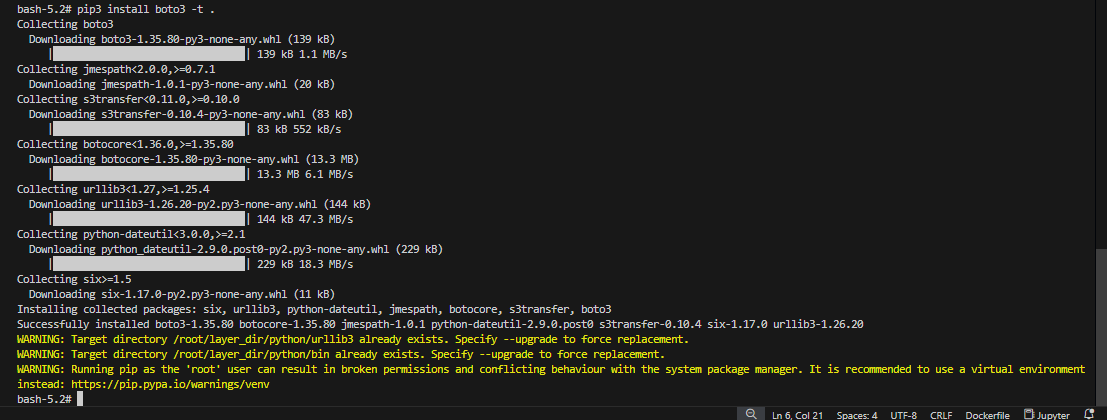 bash-5.2# pip3 install boto3 -t .
Collecting boto3
Downloading boto3-1.35.80-py3-none-any.whl (139 kB)
| | 139 kB 1.1 MB/s
Collecting jmespath<2.0.0,>=0.7.1
Downloading jmespath-1.0.1-py3-none-any.whl (20 kB)
Collecting s3transfer<0.11.0,>=0.10.0
Downloading s3transfer-0.10.4-py3-none-any.whl (83 kB)
| | 83 kB 552 kB/s
Collecting botocore<1.36.0,>=1.35.80
Downloading botocore-1.35.80-py3-none-any.whl (13.3 MB)
| | 13.3 MB 6.1 MB/s
Collecting urllib3<1.27,>=1.25.4
Downloading urllib3-1.26.20-py2.py3-none-any.whl (144 kB)
| | 144 kB 47.3 MB/s
Collecting python-dateutil<3.0.0,>=2.1
Downloading python_dateutil-2.9.0.post0-py2.py3-none-any.whl (229 kB)
| | 229 kB 18.3 MB/s
Collecting six>=1.5
Downloading six-1.17.0-py2.py3-none-any.whl (11 kB)
Installing collected packages: six, urllib3, python-dateutil, jmespath, botocore, s3transfer, boto3
Successfully installed boto3-1.35.80 botocore-1.35.80 jmespath-1.0.1 python-dateutil-2.9.0.post0 s3transfer-0.10.4 six-1.17.0 urllib3-1.26.20
WARNING: Target directory /root/layer_dir/python/urllib3 already exists. Specify --upgrade to force replacement.
WARNING: Target directory /root/layer_dir/python/bin already exists. Specify --upgrade to force replacement.
WARNING: Running pip as the 'root' user can result in broken permissions and conflicting behaviour with the system package manager. It is recommended to use a virtual environment
instead: https://pip.pypa.io/warnings/venv
bash-5.2#
Ln 6, Col 21 Spaces: 4 UTF-8 CRLF Dockerfile Jupyter